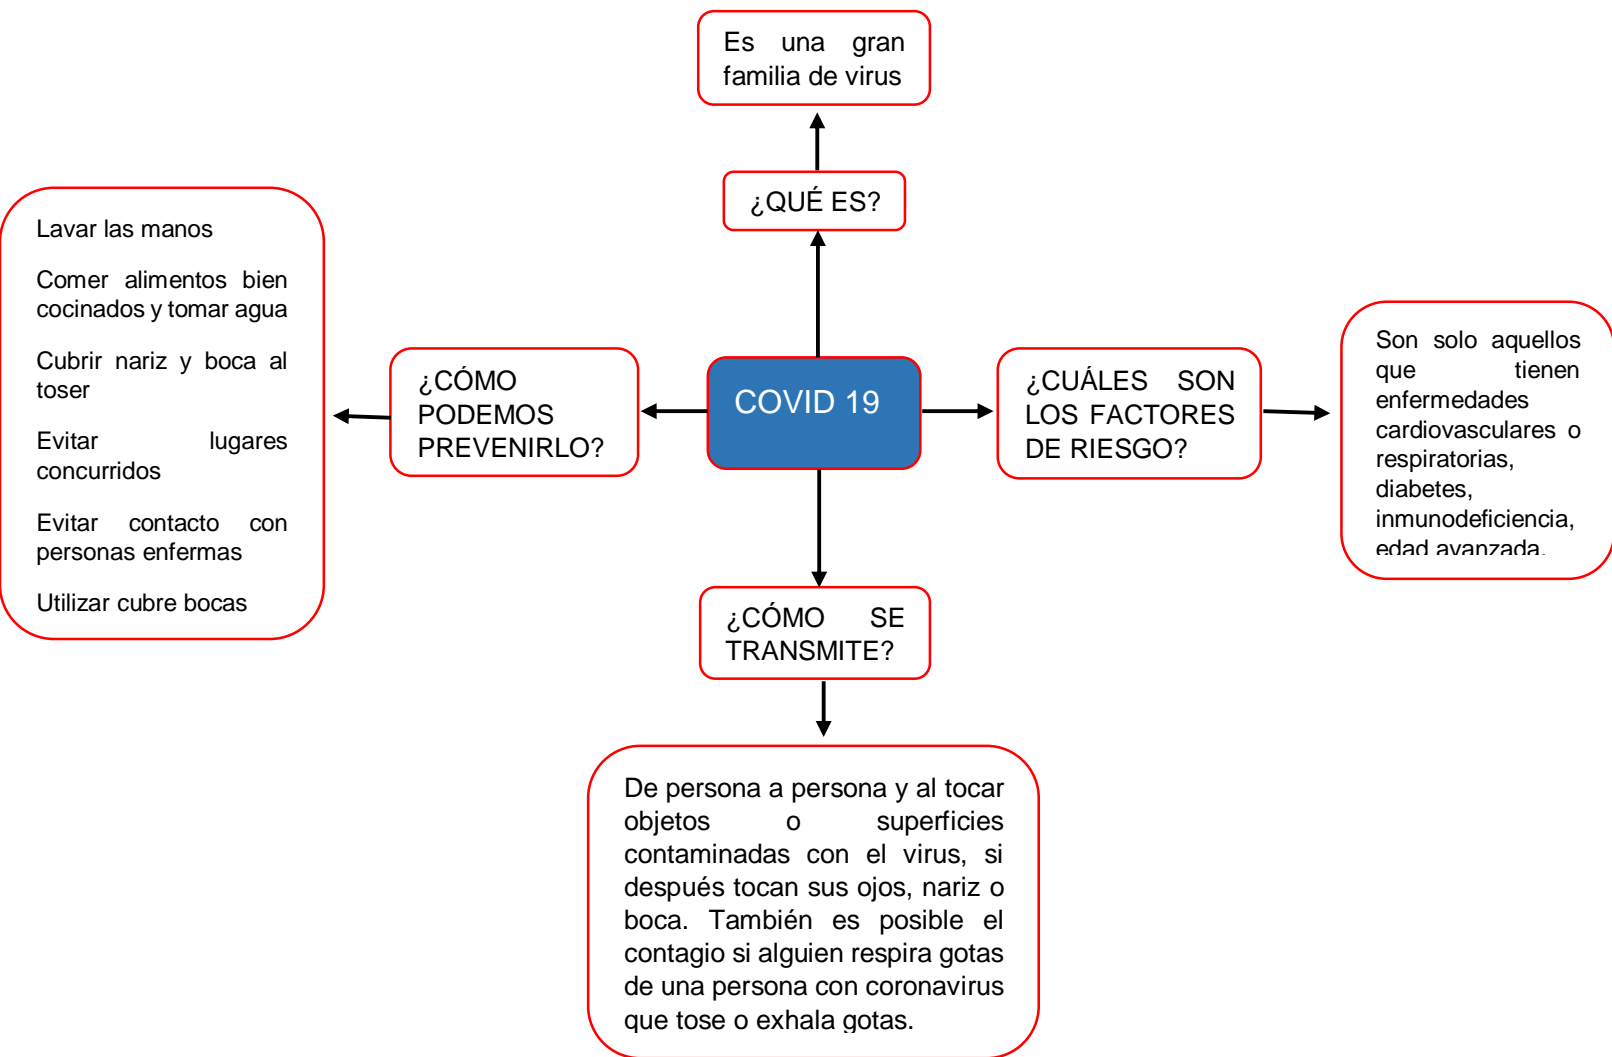 Es una gran
familia de virus
¿QUÉ ES?
Lavar las manos
Comer alimentos bien
cocinados y tomar agua
Cubrir nariz y boca al
toser
Evitar lugares
concurridos
Evitar contacto con
personas enfermas
Utilizar cubre bocas
¿CÓMO
PODEMOS
PREVENIRLO?
COVID 19
¿CUÁLES SON
LOS FACTORES
DE RIESGO?
Son solo aquellos
que tienen
enfermedades
cardiovasculares o
respiratorias,
diabetes,
inmunodeficiencia,
edad avanzada.
¿CÓMO SE
TRANSMITE?
De persona a persona y al tocar
objetos o superficies
contaminadas con el virus, si
después tocan sus ojos, nariz o
boca. También es posible el
contagio si alguien respira gotas
de una persona con coronavirus
que tose o exhala gotas.